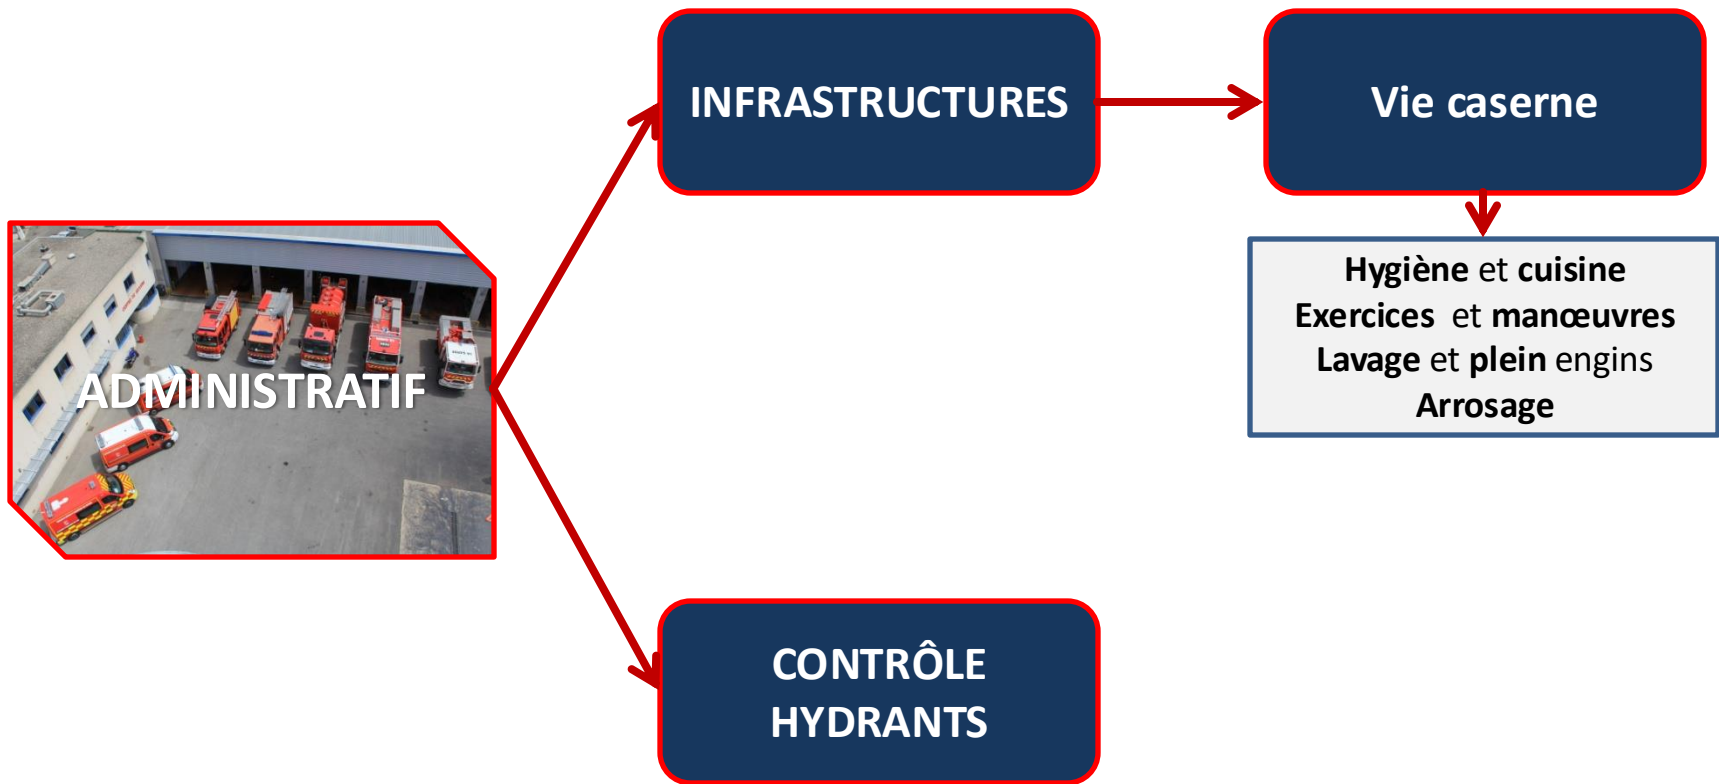 INFRASTRUCTURES
Vie caserne
ADMINISTRATIF
Hygiène et cuisine
Exercices et manœuvres
Lavage et plein engins
Arrosage
CONTRÔLE
HYDRANTS